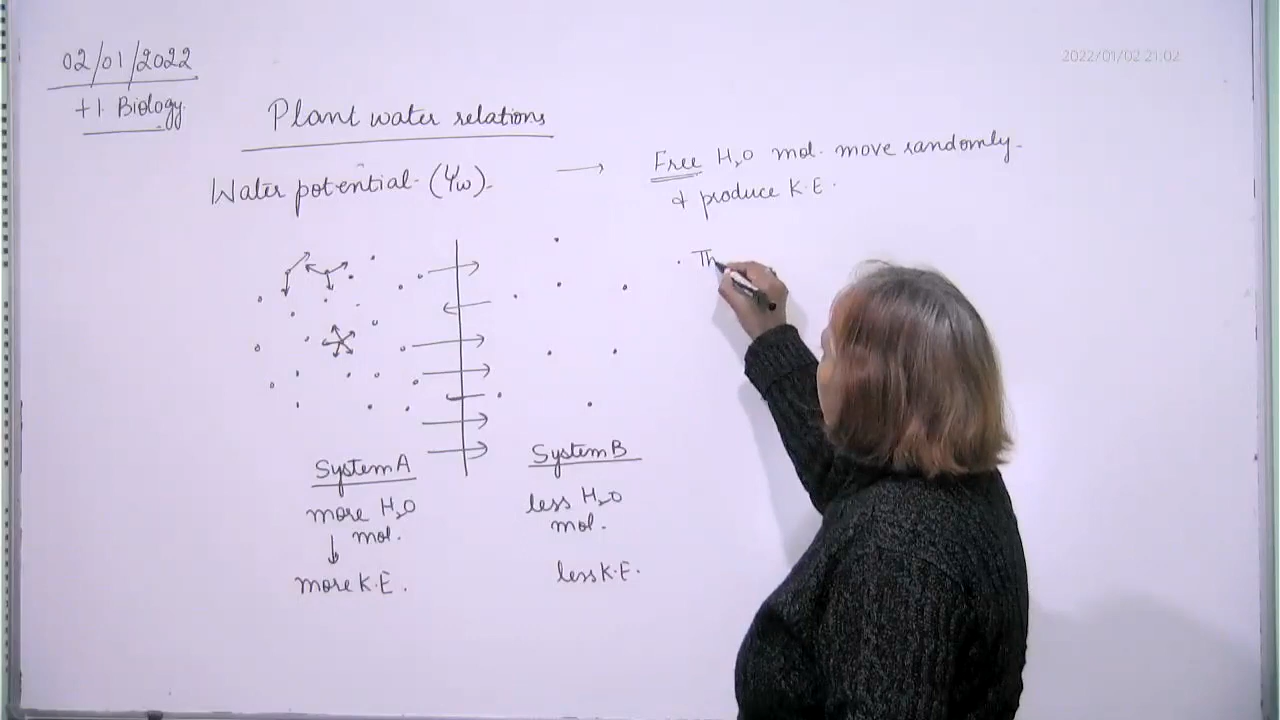 02/01/2022
2022/01/02 21:02
+1 Biology.
Plant water relations
Water potential (Ψw). → Free H2O mol. move randomly
& produce K.E.
. Th
System A
System B
more H2O
mol.
less H2O
mol.
↓
more K.E.
less K.E.